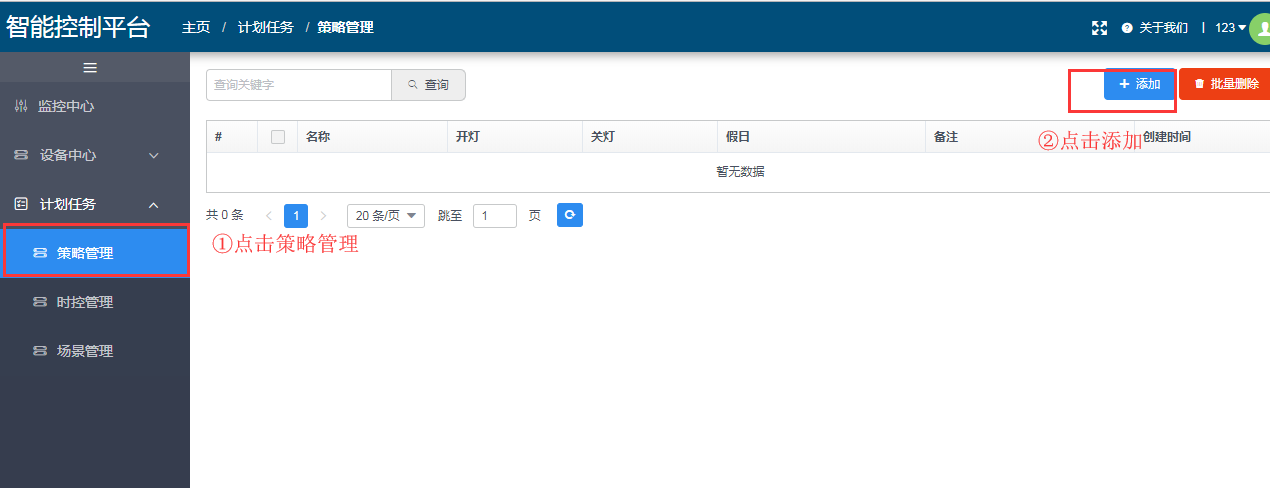 智能控制平台 主页 / 计划任务 / 策略管理 关于我们 | 123
查询关键字 查询 添加 批量删除
监控中心
设备中心
计划任务
策略管理
时控管理
场景管理
# 名称 开灯 关灯 假日 备注 创建时间
②点击添加
暂无数据
共 0 条 1 20 条/页 跳至 1 页
①点击策略管理